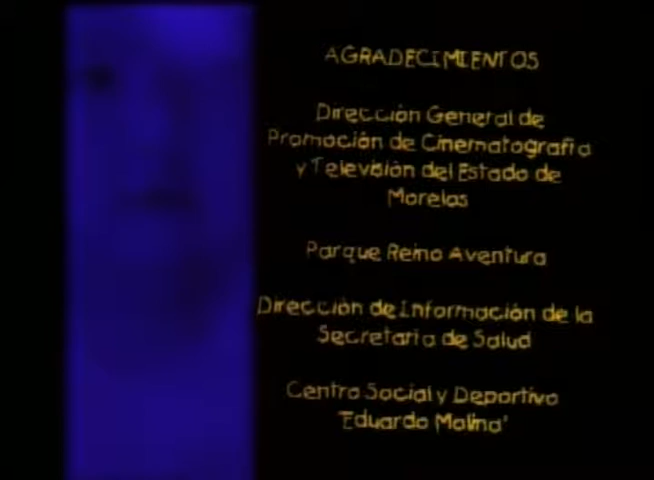 AGRADECIMIENTOS
Dirección General de
Promoción de Cinematografía
y Televisión del Estado de
Morelos
Parque Reino Aventura
Dirección de Información de la
Secretaría de Salud
Centro Social y Deportivo
"Eduardo Molina"